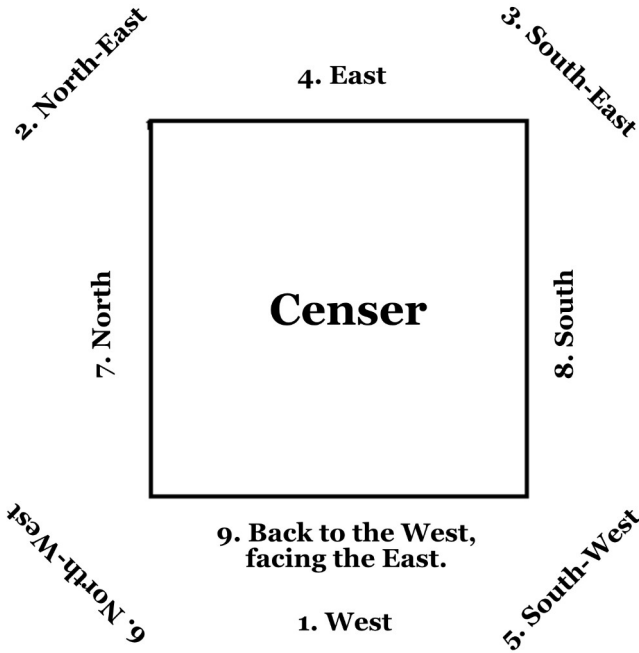 2. North-East
3. South-East
4. East
7. North
Censer
8. South
9. Back to the West,
facing the East.
6. North-West
1. West
5. South-West